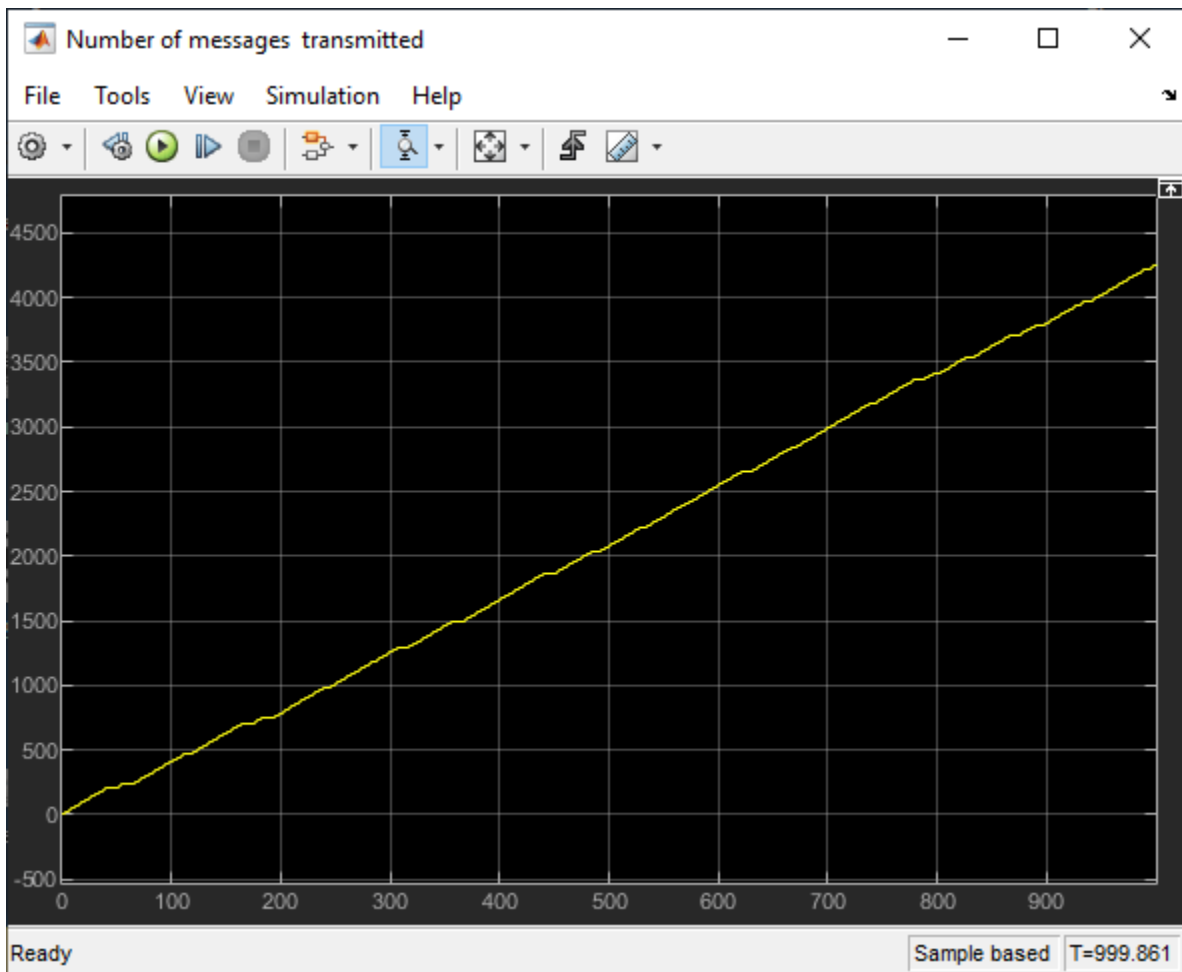 Number of messages transmitted
File Tools View Simulation Help
4500
4000
3500
3000
2500
2000
1500
1000
500
0
-500
0 100 200 300 400 500 600 700 800 900
Ready Sample based T=999.861